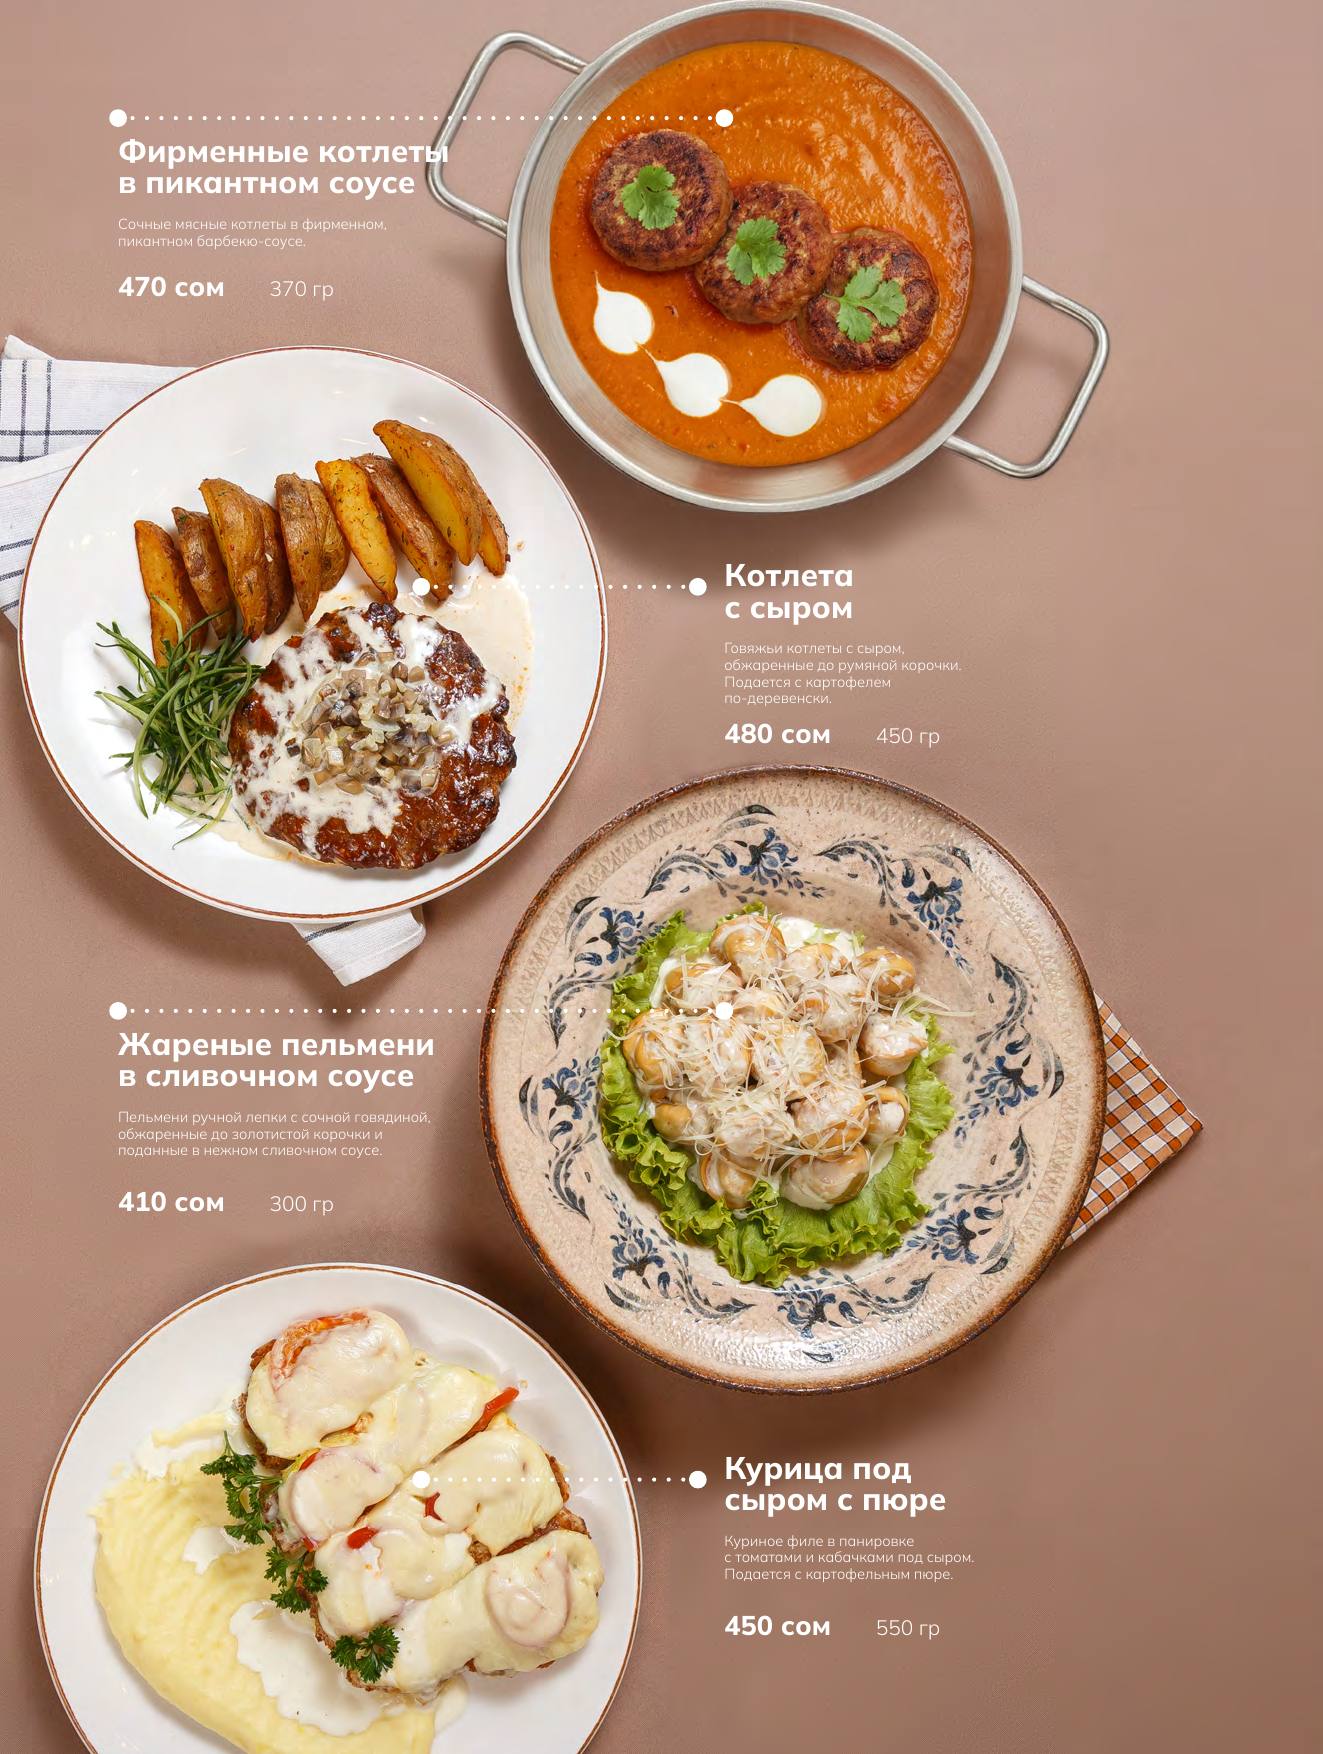 Фирменные котлеты
в пикантном соусе
Сочные мясные котлеты в фирменном,
пикантном барбекю-соусе.
470 сом 370 гр
Котлета
с сыром
Говяжьи котлеты с сыром,
обжаренные до румяной корочки.
Подается с картофелем
по-деревенски.
480 сом 450 гр
Жареные пельмени
в сливочном соусе
Пельмени ручной лепки с сочной говядиной,
обжаренные до золотистой корочки и
поданные в нежном сливочном соусе.
410 сом 300 гр
Курица под
сыром с пюре
Куриное филе в панировке
с томатами и кабачками под сыром.
Подается с картофельным пюре.
450 сом 550 гр